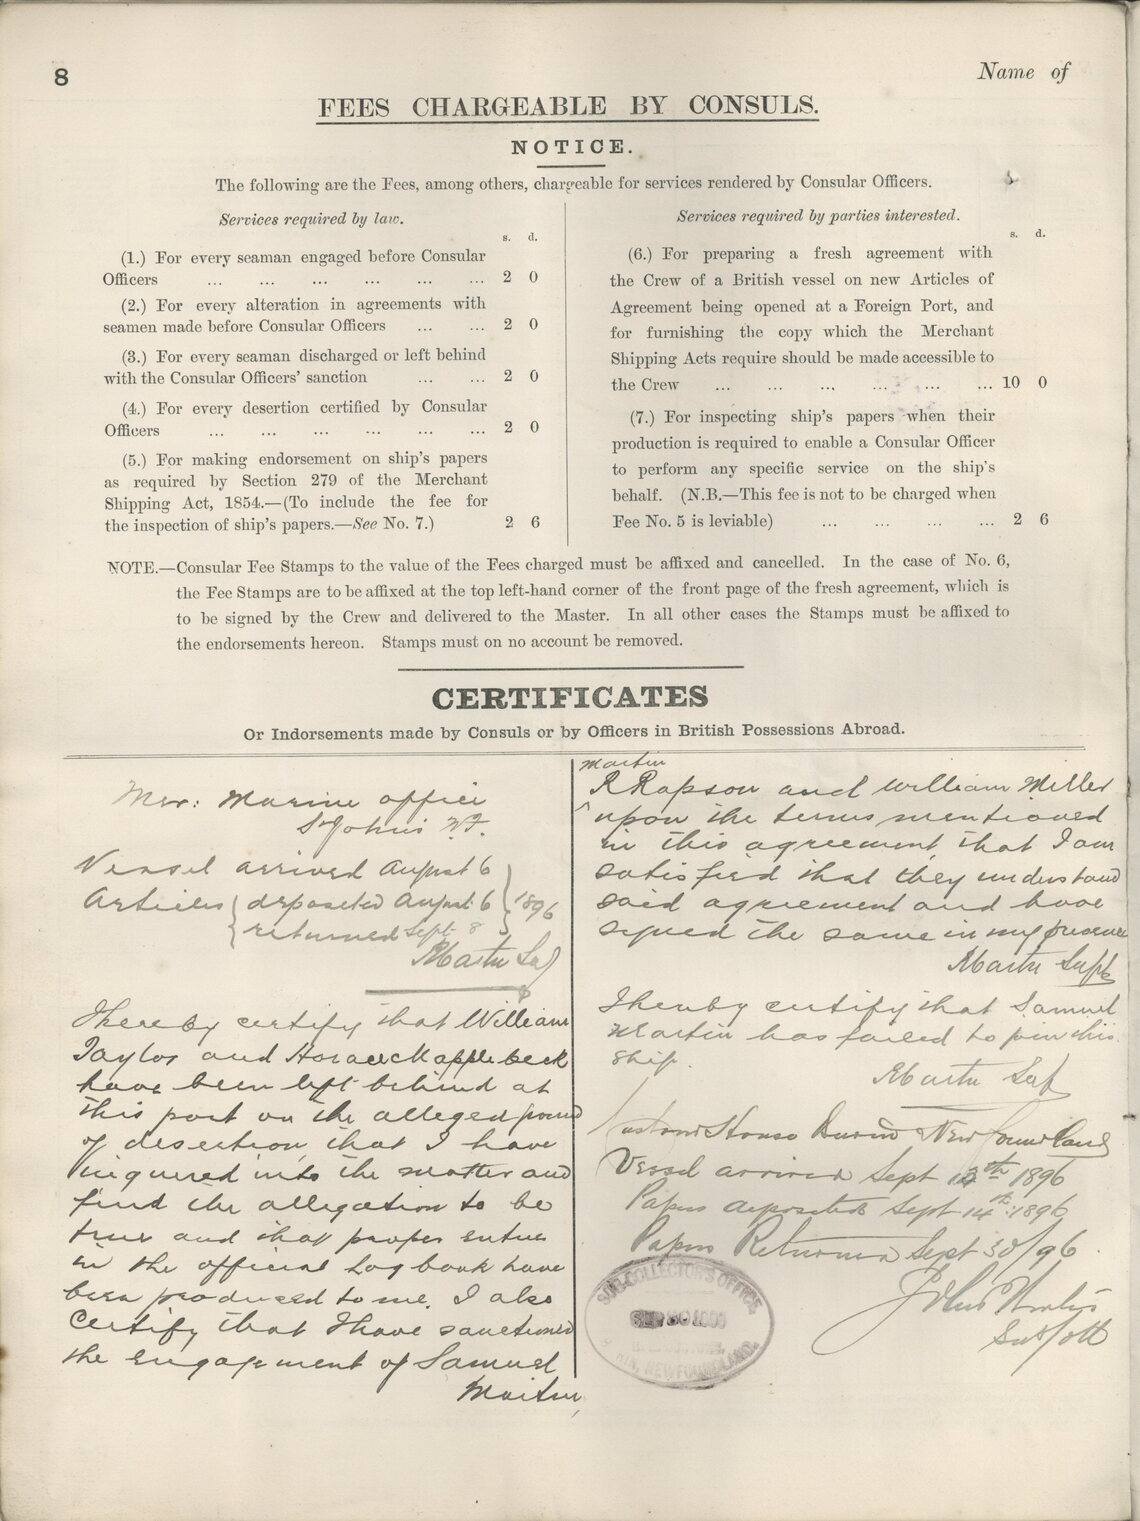 8
Name of
FEES CHARGEABLE BY CONSULS.
NOTICE.
The following are the Fees, among others, chargeable for services rendered by Consular Officers.
Services required by law.
s. d.
(1.) For every seaman engaged before Consular
Officers ... ... ... ... ... ... 2 0
(2.) For every alteration in agreements with
seamen made before Consular Officers ... ... 2 0
(3.) For every seaman discharged or left behind
with the Consular Officers' sanction ... ... 2 0
(4.) For every desertion certified by Consular
Officers ... ... ... ... ... ... 2 0
(5.) For making endorsement on ship's papers
as required by Section 279 of the Merchant
Shipping Act, 1854.—(To include the fee for
the inspection of ship's papers.—See No. 7.) 2 6
Services required by parties interested.
s. d.
(6.) For preparing a fresh agreement with
the Crew of a British vessel on new Articles of
Agreement being opened at a Foreign Port, and
for furnishing the copy which the Merchant
Shipping Acts require should be made accessible to
the Crew ... ... ... ... ... ... 10 0
(7.) For inspecting ship's papers when their
production is required to enable a Consular Officer
to perform any specific service on the ship's
behalf. (N.B.—This fee is not to be charged when
Fee No. 5 is leviable) ... ... ... ... 2 6
NOTE.—Consular Fee Stamps to the value of the Fees charged must be affixed and cancelled. In the case of No. 6,
the Fee Stamps are to be affixed at the top left-hand corner of the front page of the fresh agreement, which is
to be signed by the Crew and delivered to the Master. In all other cases the Stamps must be affixed to
the endorsements hereon. Stamps must on no account be removed.
CERTIFICATES
Or Indorsements made by Consuls or by Officers in British Possessions Abroad.
Mer: Marine office
St Johns N.F.
Vessel arrived August 6
Articles deposited August 6 1896
returned Sept 8
I hereby certify that William
Taylor and Horace Mapplebeck
have been left behind at
this port on the alleged ground
of desertion, that I have
inquired into the matter and
find the allegation to be
true and that proper entries
in the official Log book have
been produced to me. I also
Certify that I have sanctioned
the engagement of Samuel
Martin,
martin
R Rapson and William Miller
upon the terms mentioned
in this agreement, that I am
satisfied that they understand
said agreement and have
signed the same in my presence
I hereby certify that Samuel
Martin has failed to join this
ship.
Custom House Burin Newfoundland
Vessel arrived Sept 12th 1896
Papers deposited Sept 14th 1896
Papers Returned Sept 30/96
SUB-COLLECTOR'S OFFICE,
BURIN, NEWFOUNDLAND.